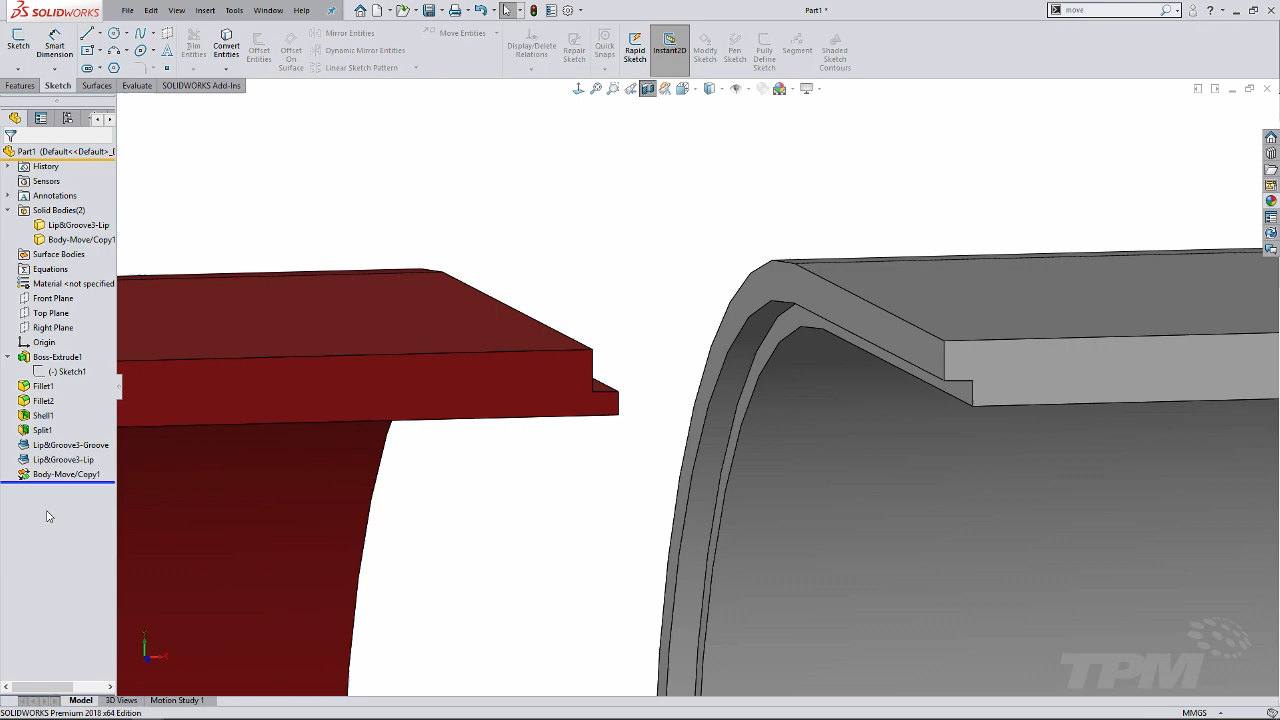 SOLIDWORKS
File Edit View Insert Tools Window Help
Part1 *
move
Sketch
Smart Dimension
Trim Entities
Convert Entities
Offset Entities
Offset On Surface
Mirror Entities
Dynamic Mirror Entities
Linear Sketch Pattern
Move Entities
Display/Delete Relations
Repair Sketch
Quick Snaps
Rapid Sketch
Instant2D
Modify Sketch
Pen Sketch
Fully Define Sketch
Segment
Shaded Sketch Contours
Features Sketch Surfaces Evaluate SOLIDWORKS Add-Ins
Part1 (Default<<Default>_
History
Sensors
Annotations
Solid Bodies(2)
Lip&Groove3-Lip
Body-Move/Copy1
Surface Bodies
Equations
Material <not specified
Front Plane
Top Plane
Right Plane
Origin
Boss-Extrude1
(-) Sketch1
Fillet1
Fillet2
Shell1
Split1
Lip&Groove3-Groove
Lip&Groove3-Lip
Body-Move/Copy1
Y
X
TPM
Model 3D Views Motion Study 1
SOLIDWORKS Premium 2018 x64 Edition
MMGS